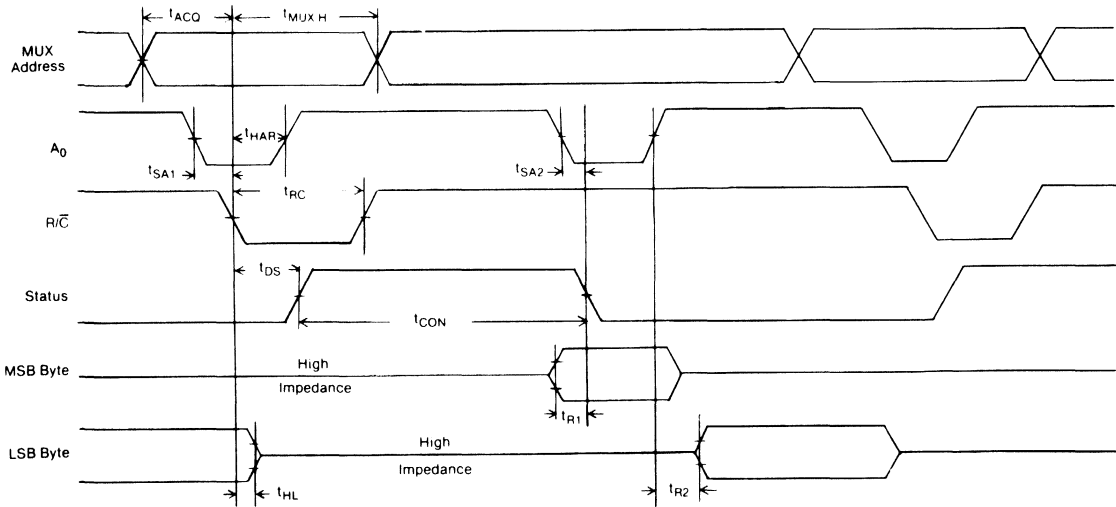 tACQ
tMUX H
MUX
Address
A0
tHAR
tSA1
tSA2
tRC
R/C̅
tDS
Status
tCON
MSB Byte
High
Impedance
tR1
LSB Byte
High
Impedance
tHL
tR2